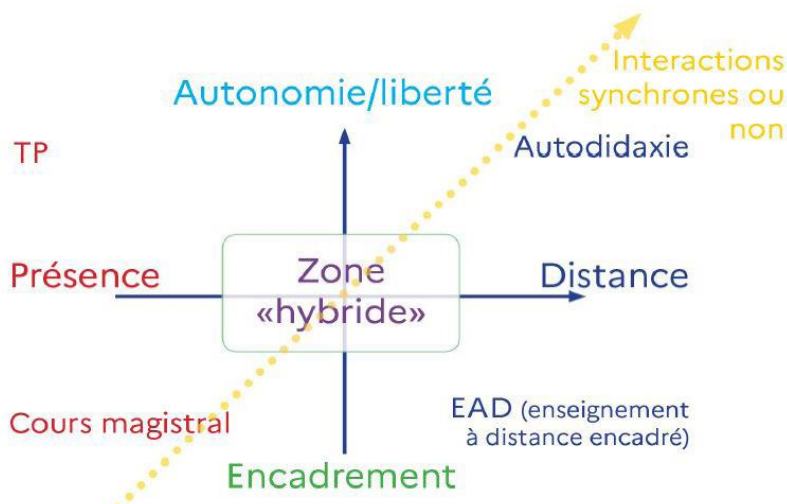 Interactions
synchrones ou
non
Autonomie/liberté
TP
Autodidaxie
Présence
Zone
«hybride»
Distance
Cours magistral
EAD (enseignement
à distance encadré)
Encadrement